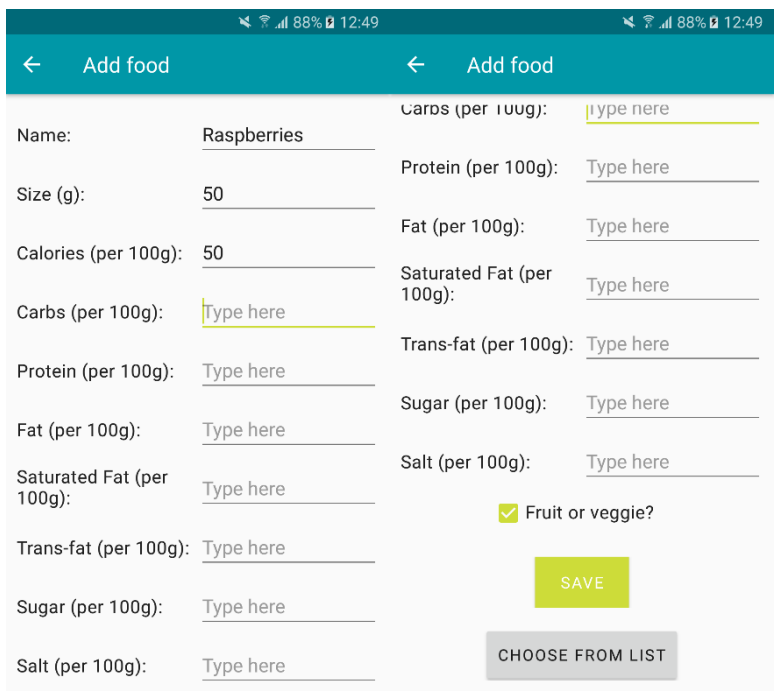 88% 12:49
Add food
Name: Raspberries
Size (g): 50
Calories (per 100g): 50
Carbs (per 100g): Type here
Protein (per 100g): Type here
Fat (per 100g): Type here
Saturated Fat (per
100g): Type here
Trans-fat (per 100g): Type here
Sugar (per 100g): Type here
Salt (per 100g): Type here
88% 12:49
Add food
Carbs (per 100g): Type here
Protein (per 100g): Type here
Fat (per 100g): Type here
Saturated Fat (per
100g): Type here
Trans-fat (per 100g): Type here
Sugar (per 100g): Type here
Salt (per 100g): Type here
Fruit or veggie?
SAVE
CHOOSE FROM LIST